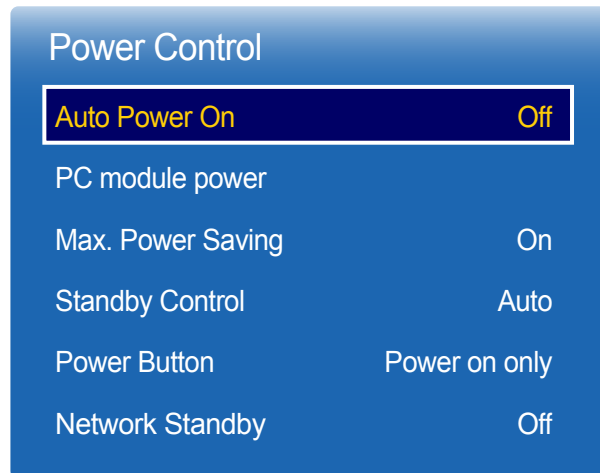 Power Control
Auto Power On Off
PC module power
Max. Power Saving On
Standby Control Auto
Power Button Power on only
Network Standby Off